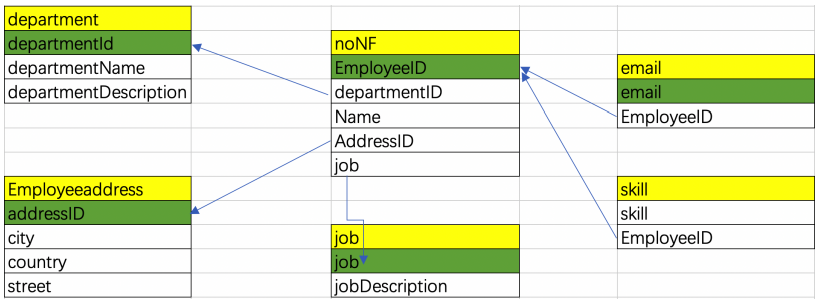 department
departmentId
departmentName
departmentDescription
noNF
EmployeeID
departmentID
Name
AddressID
job
email
email
EmployeeID
Employeeaddress
addressID
city
country
street
job
job
jobDescription
skill
skill
EmployeeID